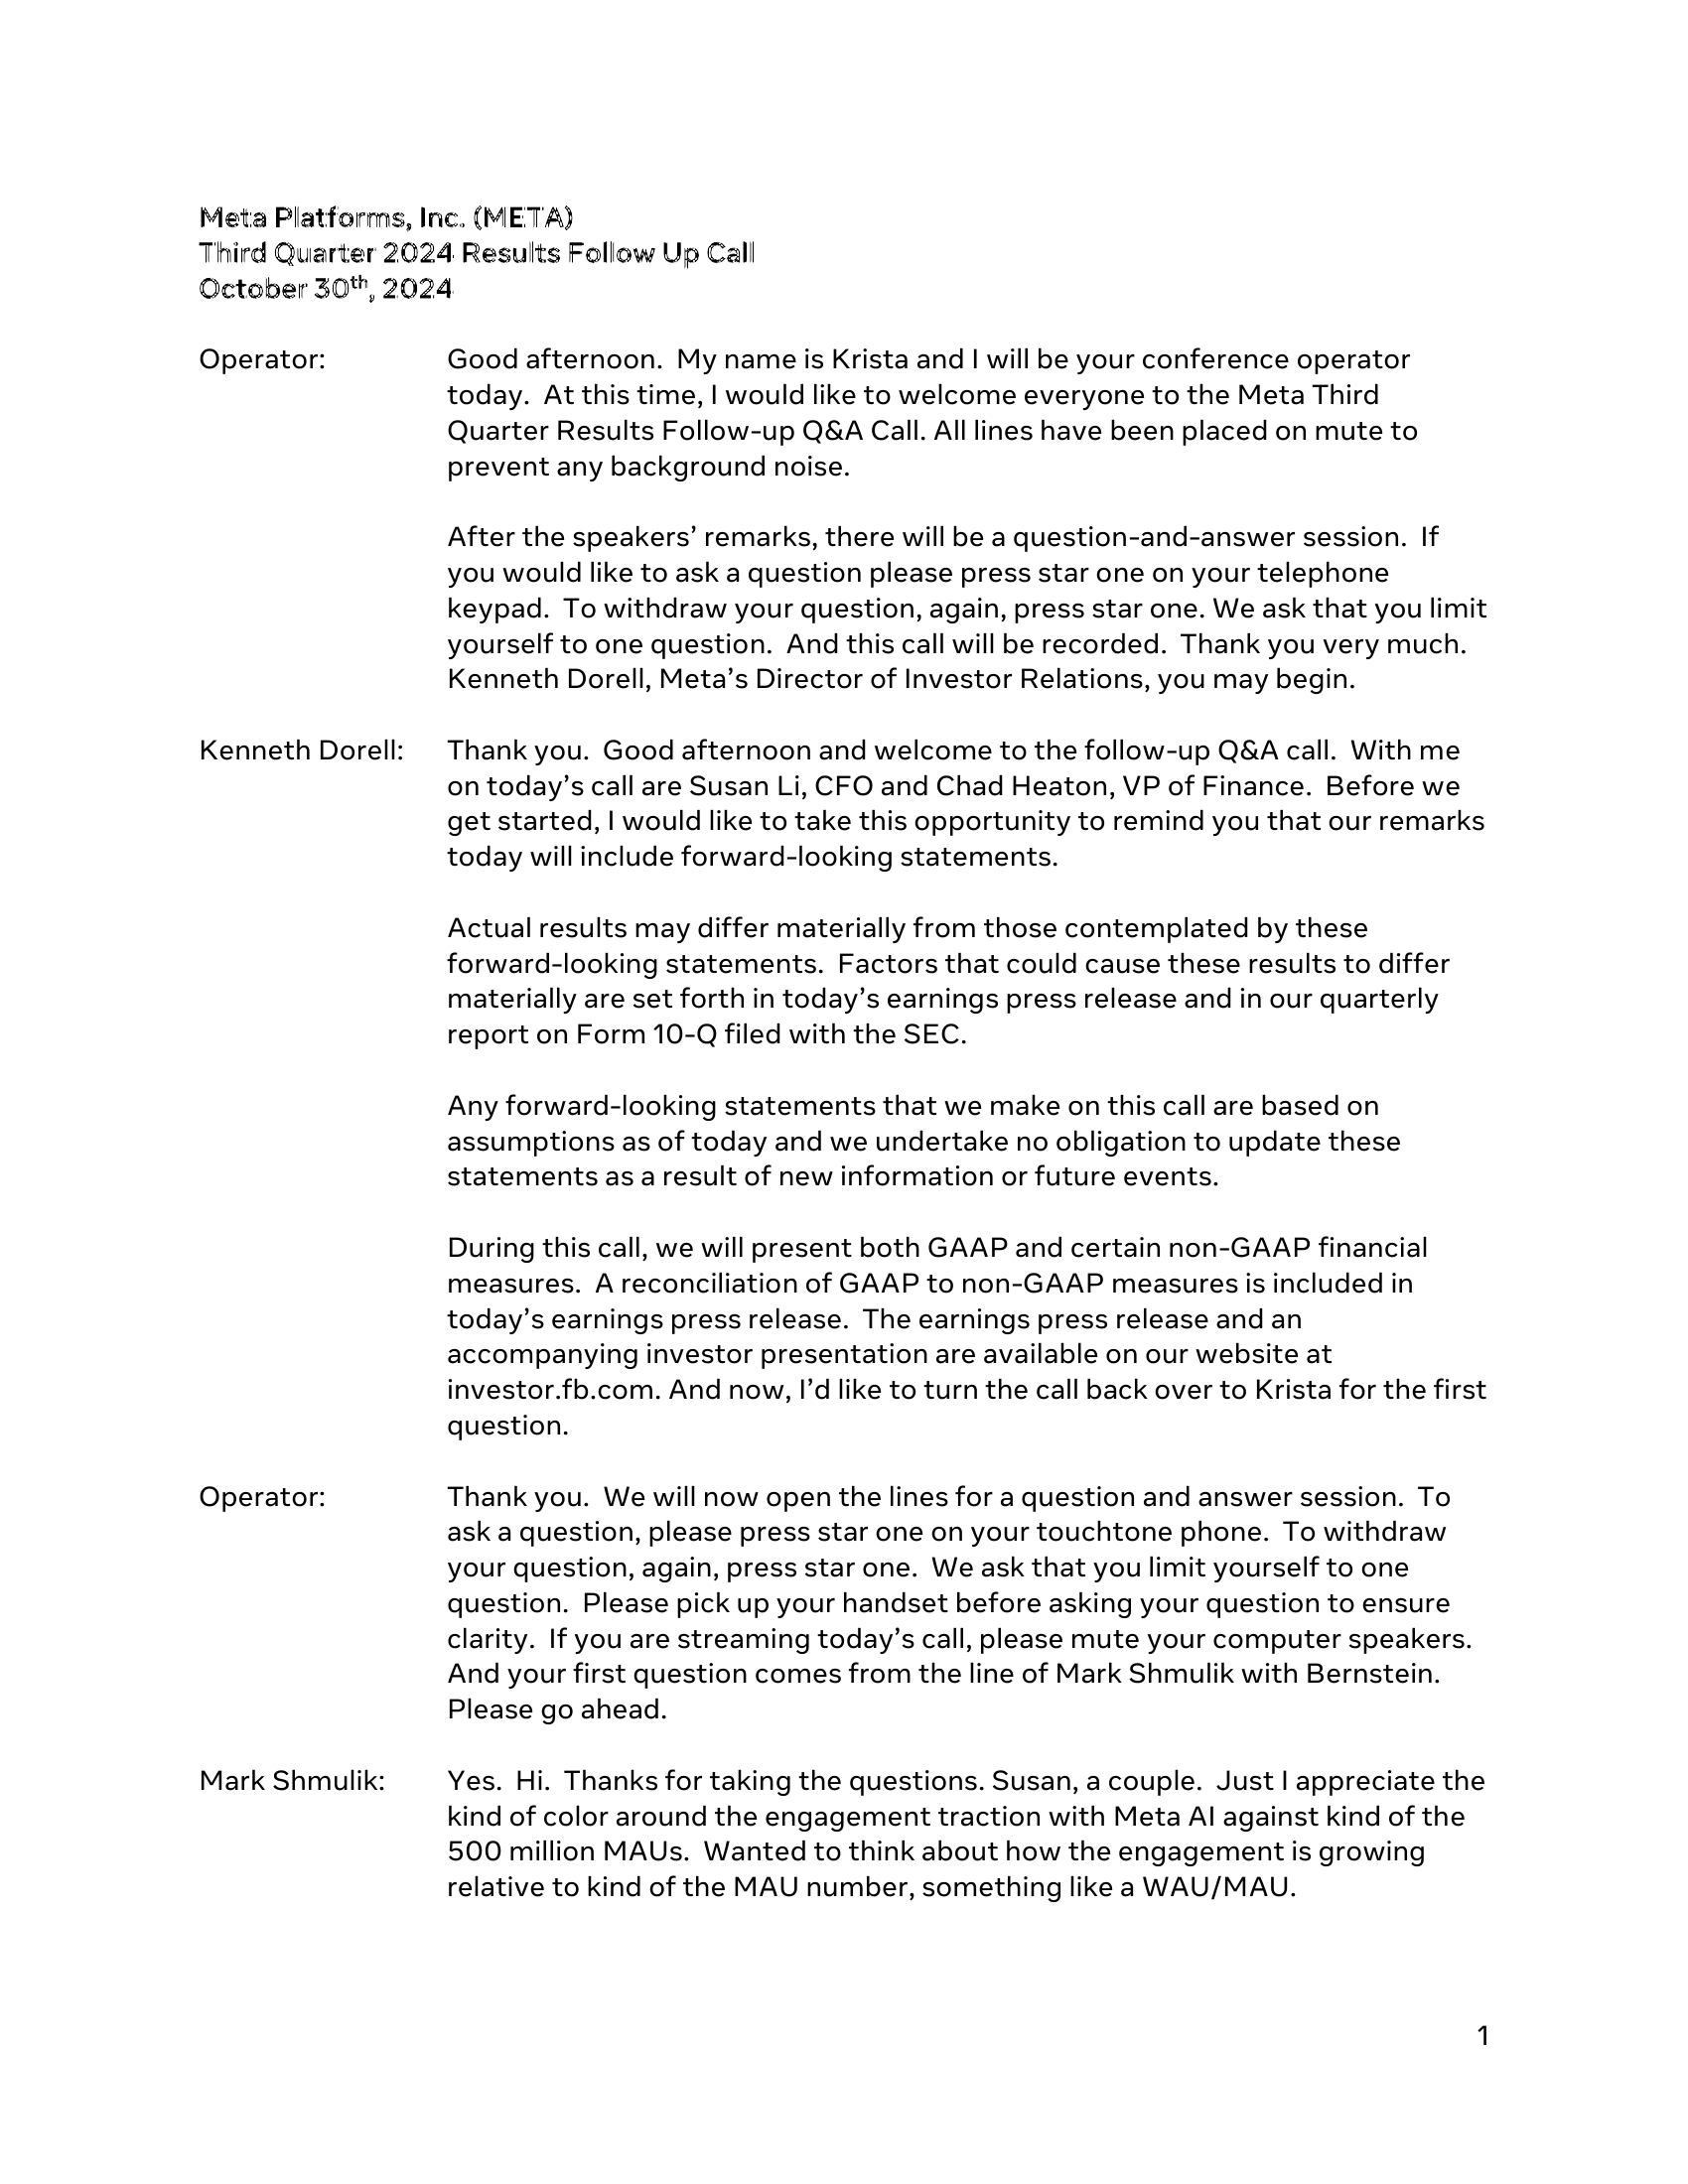 Meta Platforms, Inc. (META)
Third Quarter 2024 Results Follow Up Call
October 30th, 2024
Operator: Good afternoon.  My name is Krista and I will be your conference operator
today.  At this time, I would like to welcome everyone to the Meta Third
Quarter Results Follow-up Q&A Call. All lines have been placed on mute to
prevent any background noise.
After the speakers’ remarks, there will be a question-and-answer session.  If
you would like to ask a question please press star one on your telephone
keypad.  To withdraw your question, again, press star one. We ask that you limit
yourself to one question.  And this call will be recorded.  Thank you very much.
Kenneth Dorell, Meta’s Director of Investor Relations, you may begin.
Kenneth Dorell: Thank you.  Good afternoon and welcome to the follow-up Q&A call.  With me
on today’s call are Susan Li, CFO and Chad Heaton, VP of Finance.  Before we
get started, I would like to take this opportunity to remind you that our remarks
today will include forward-looking statements.
Actual results may differ materially from those contemplated by these
forward-looking statements.  Factors that could cause these results to differ
materially are set forth in today’s earnings press release and in our quarterly
report on Form 10-Q filed with the SEC.
Any forward-looking statements that we make on this call are based on
assumptions as of today and we undertake no obligation to update these
statements as a result of new information or future events.
During this call, we will present both GAAP and certain non-GAAP financial
measures.  A reconciliation of GAAP to non-GAAP measures is included in
today’s earnings press release.  The earnings press release and an
accompanying investor presentation are available on our website at
investor.fb.com. And now, I’d like to turn the call back over to Krista for the first
question.
Operator: Thank you.  We will now open the lines for a question and answer session.  To
ask a question, please press star one on your touchtone phone.  To withdraw
your question, again, press star one.  We ask that you limit yourself to one
question.  Please pick up your handset before asking your question to ensure
clarity.  If you are streaming today’s call, please mute your computer speakers.
And your first question comes from the line of Mark Shmulik with Bernstein.
Please go ahead.
Mark Shmulik: Yes.  Hi.  Thanks for taking the questions. Susan, a couple.  Just I appreciate the
kind of color around the engagement traction with Meta AI against kind of the
500 million MAUs.  Wanted to think about how the engagement is growing
relative to kind of the MAU number, something like a WAU/MAU.
1